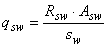 q_sw = (R_sw · A_sw) / s_w